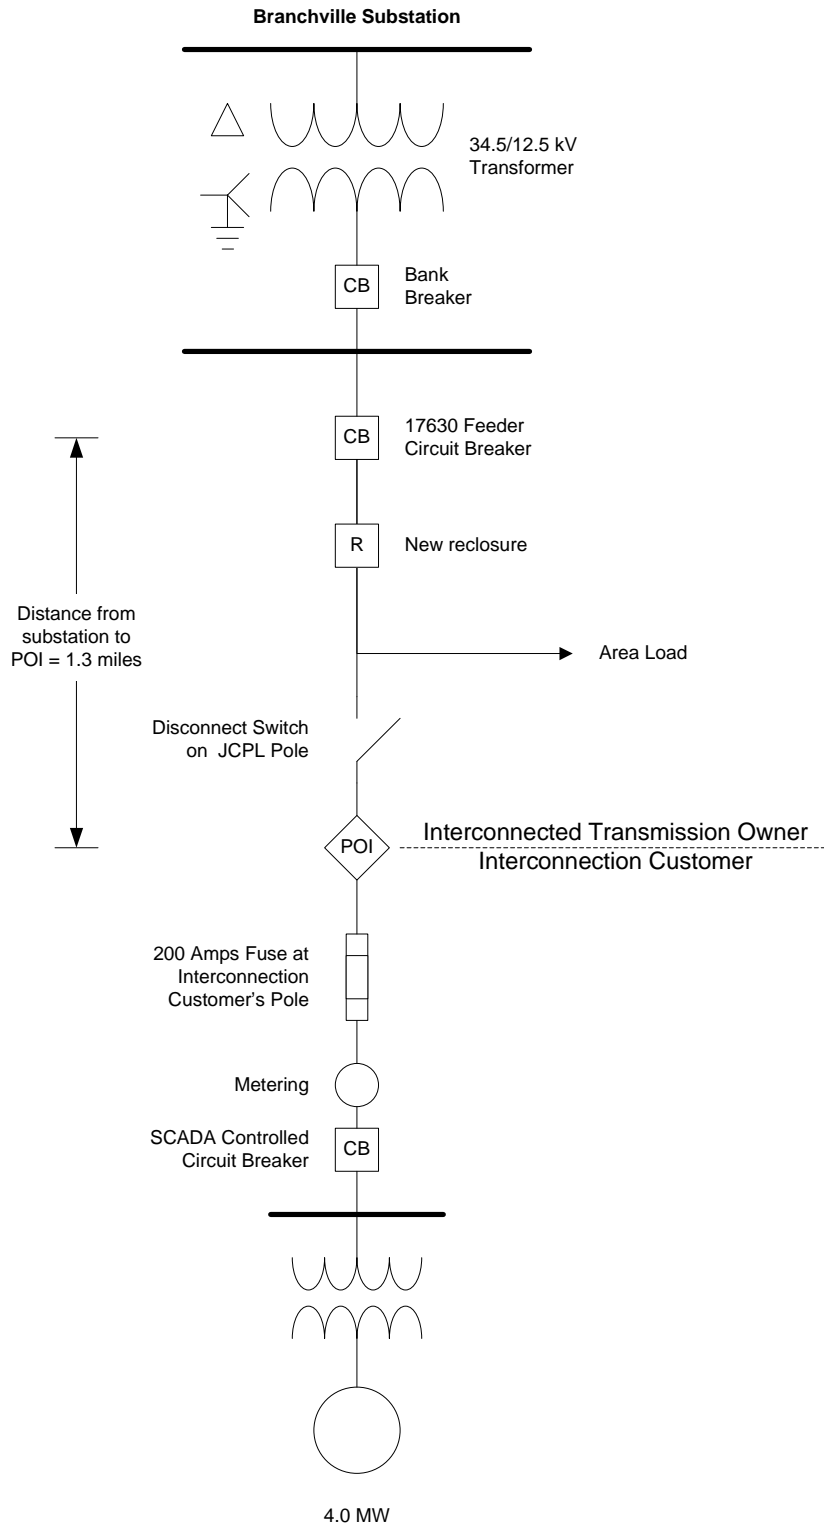 Branchville Substation
34.5/12.5 kV
Transformer
CB
Bank
Breaker
CB
17630 Feeder
Circuit Breaker
R
New reclosure
Distance from
substation to
POI = 1.3 miles
Area Load
Disconnect Switch
on JCPL Pole
POI
Interconnected Transmission Owner
Interconnection Customer
200 Amps Fuse at
Interconnection
Customer's Pole
Metering
SCADA Controlled
Circuit Breaker
CB
4.0 MW